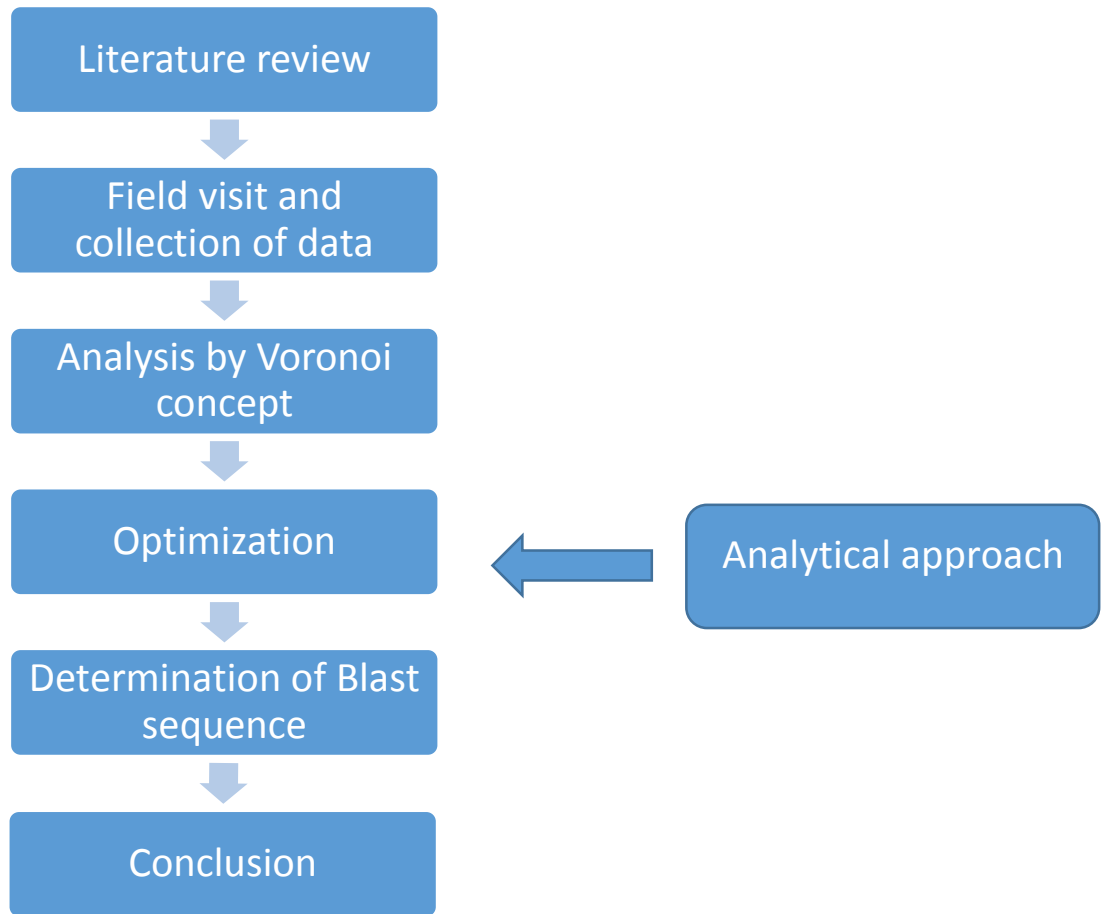 Literature review
Field visit and
collection of data
Analysis by Voronoi
concept
Optimization
Analytical approach
Determination of Blast
sequence
Conclusion